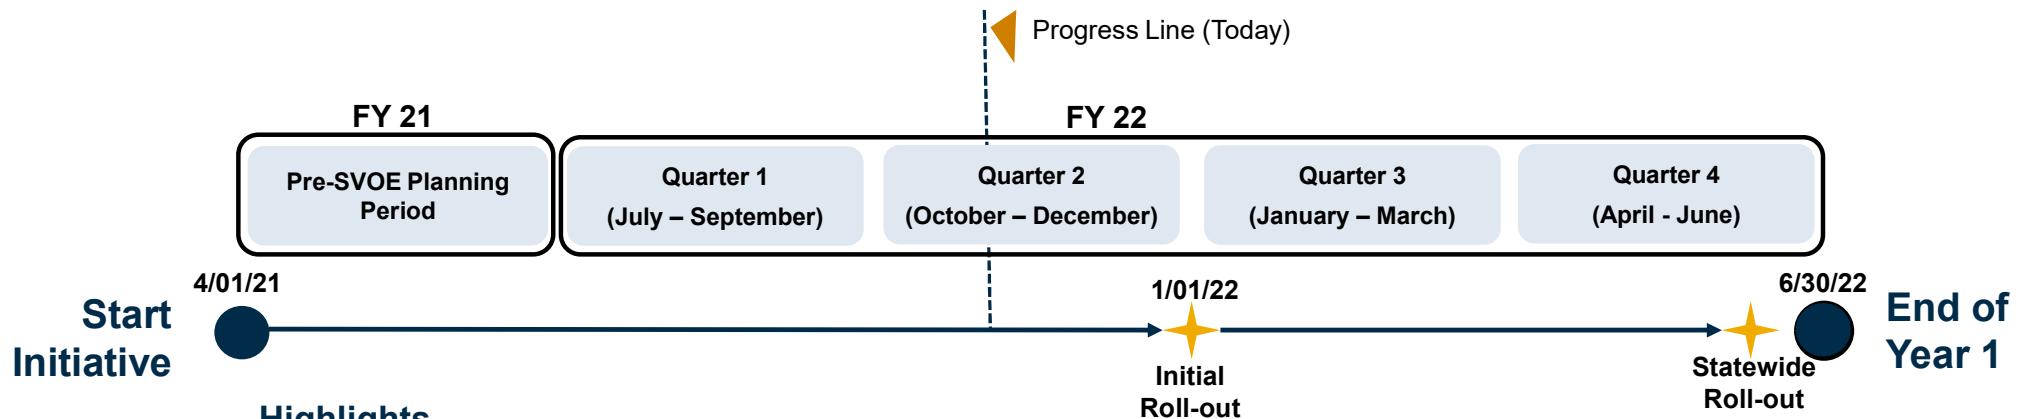 Progress Line (Today)
FY 21
FY 22
Pre-SVOE Planning
Period
Quarter 1
(July – September)
Quarter 2
(October – December)
Quarter 3
(January – March)
Quarter 4
(April - June)
4/01/21
1/01/22
6/30/22
Start
Initiative
End of
Year 1
Initial
Roll-out
Statewide
Roll-out
Highlights